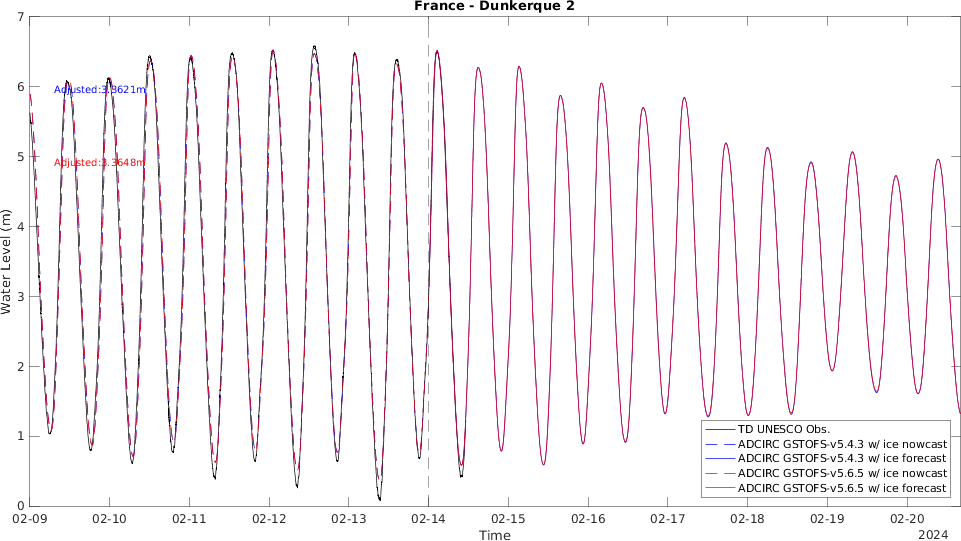 France - Dunkerque 2
7
6
5
4
3
2
1
0
Water Level (m)
Adjusted:3.3621m
Adjusted:3.3648m
TD UNESCO Obs.
ADCIRC GSTOFS-v5.4.3 w/ ice nowcast
ADCIRC GSTOFS-v5.4.3 w/ ice forecast
ADCIRC GSTOFS-v5.6.5 w/ ice nowcast
ADCIRC GSTOFS-v5.6.5 w/ ice forecast
02-09 02-10 02-11 02-12 02-13 02-14 02-15 02-16 02-17 02-18 02-19 02-20
Time
2024